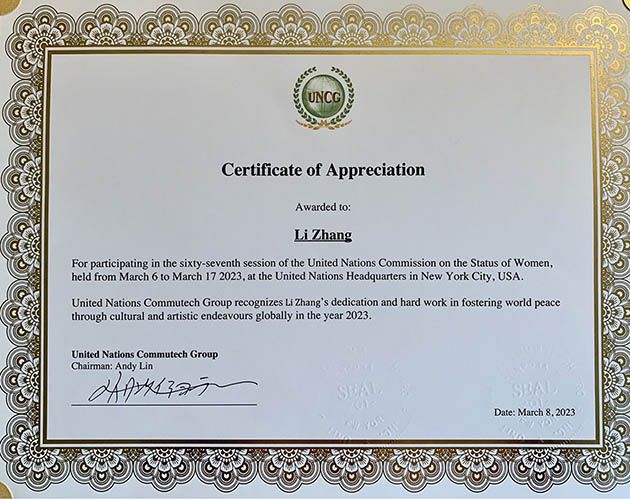 UNCG
Certificate of Appreciation
Awarded to:
Li Zhang
For participating in the sixty-seventh session of the United Nations Commission on the Status of Women,
held from March 6 to March 17 2023, at the United Nations Headquarters in New York City, USA.
United Nations Commutech Group recognizes Li Zhang's dedication and hard work in fostering world peace
through cultural and artistic endeavours globally in the year 2023.
United Nations Commutech Group
Chairman: Andy Lin
SEAL
SEAL
Date: March 8, 2023